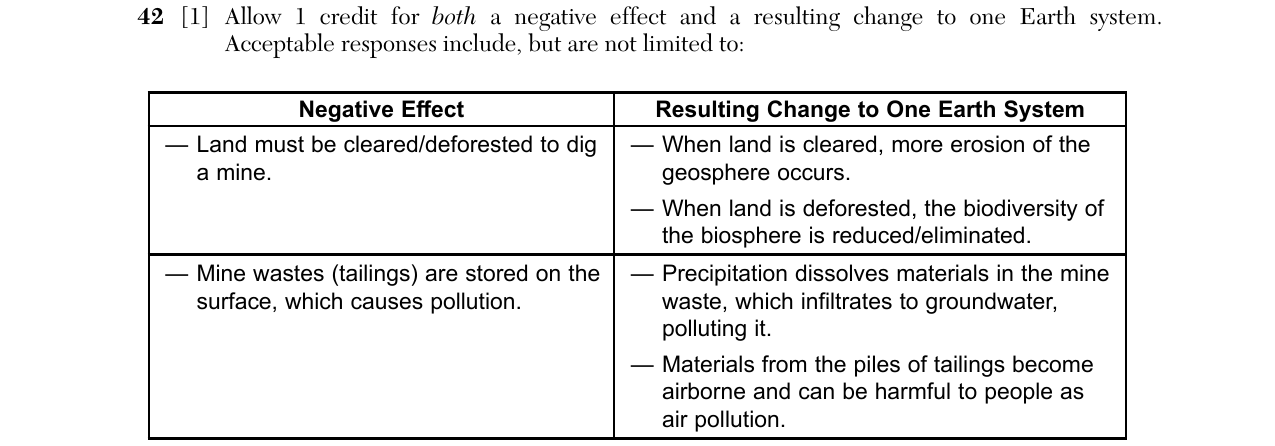 42 [1] Allow 1 credit for both a negative effect and a resulting change to one Earth system.
Acceptable responses include, but are not limited to:
Negative Effect
Resulting Change to One Earth System
— Land must be cleared/deforested to dig
a mine.
— When land is cleared, more erosion of the
geosphere occurs.
— When land is deforested, the biodiversity of
the biosphere is reduced/eliminated.
— Mine wastes (tailings) are stored on the
surface, which causes pollution.
— Precipitation dissolves materials in the mine
waste, which infiltrates to groundwater,
polluting it.
— Materials from the piles of tailings become
airborne and can be harmful to people as
air pollution.